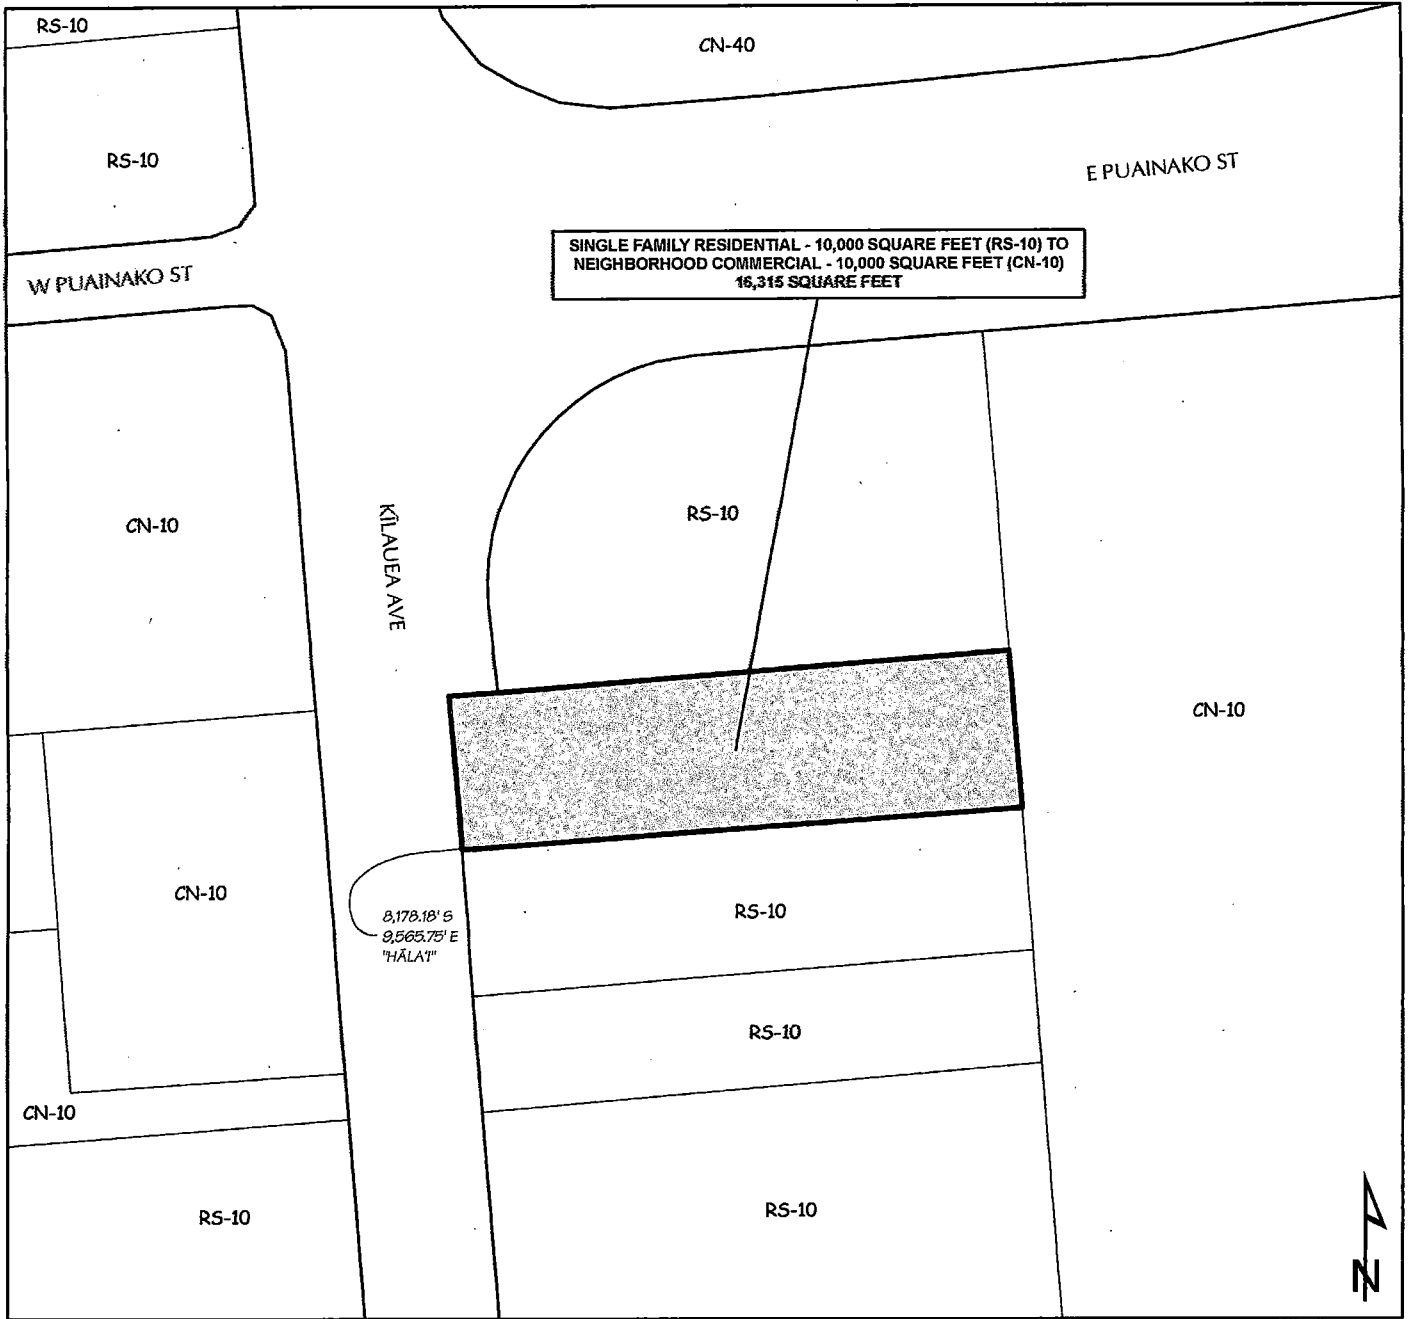 RS-10
CN-40
RS-10
E PUAINAKO ST
SINGLE FAMILY RESIDENTIAL - 10,000 SQUARE FEET (RS-10) TO
NEIGHBORHOOD COMMERCIAL - 10,000 SQUARE FEET (CN-10)
16,315 SQUARE FEET
W PUAINAKO ST
CN-10
KĪLAUEA AVE
RS-10
CN-10
CN-10
8,178.18' S
9,565.75' E
"HĀLA'I"
RS-10
RS-10
CN-10
RS-10
RS-10
N